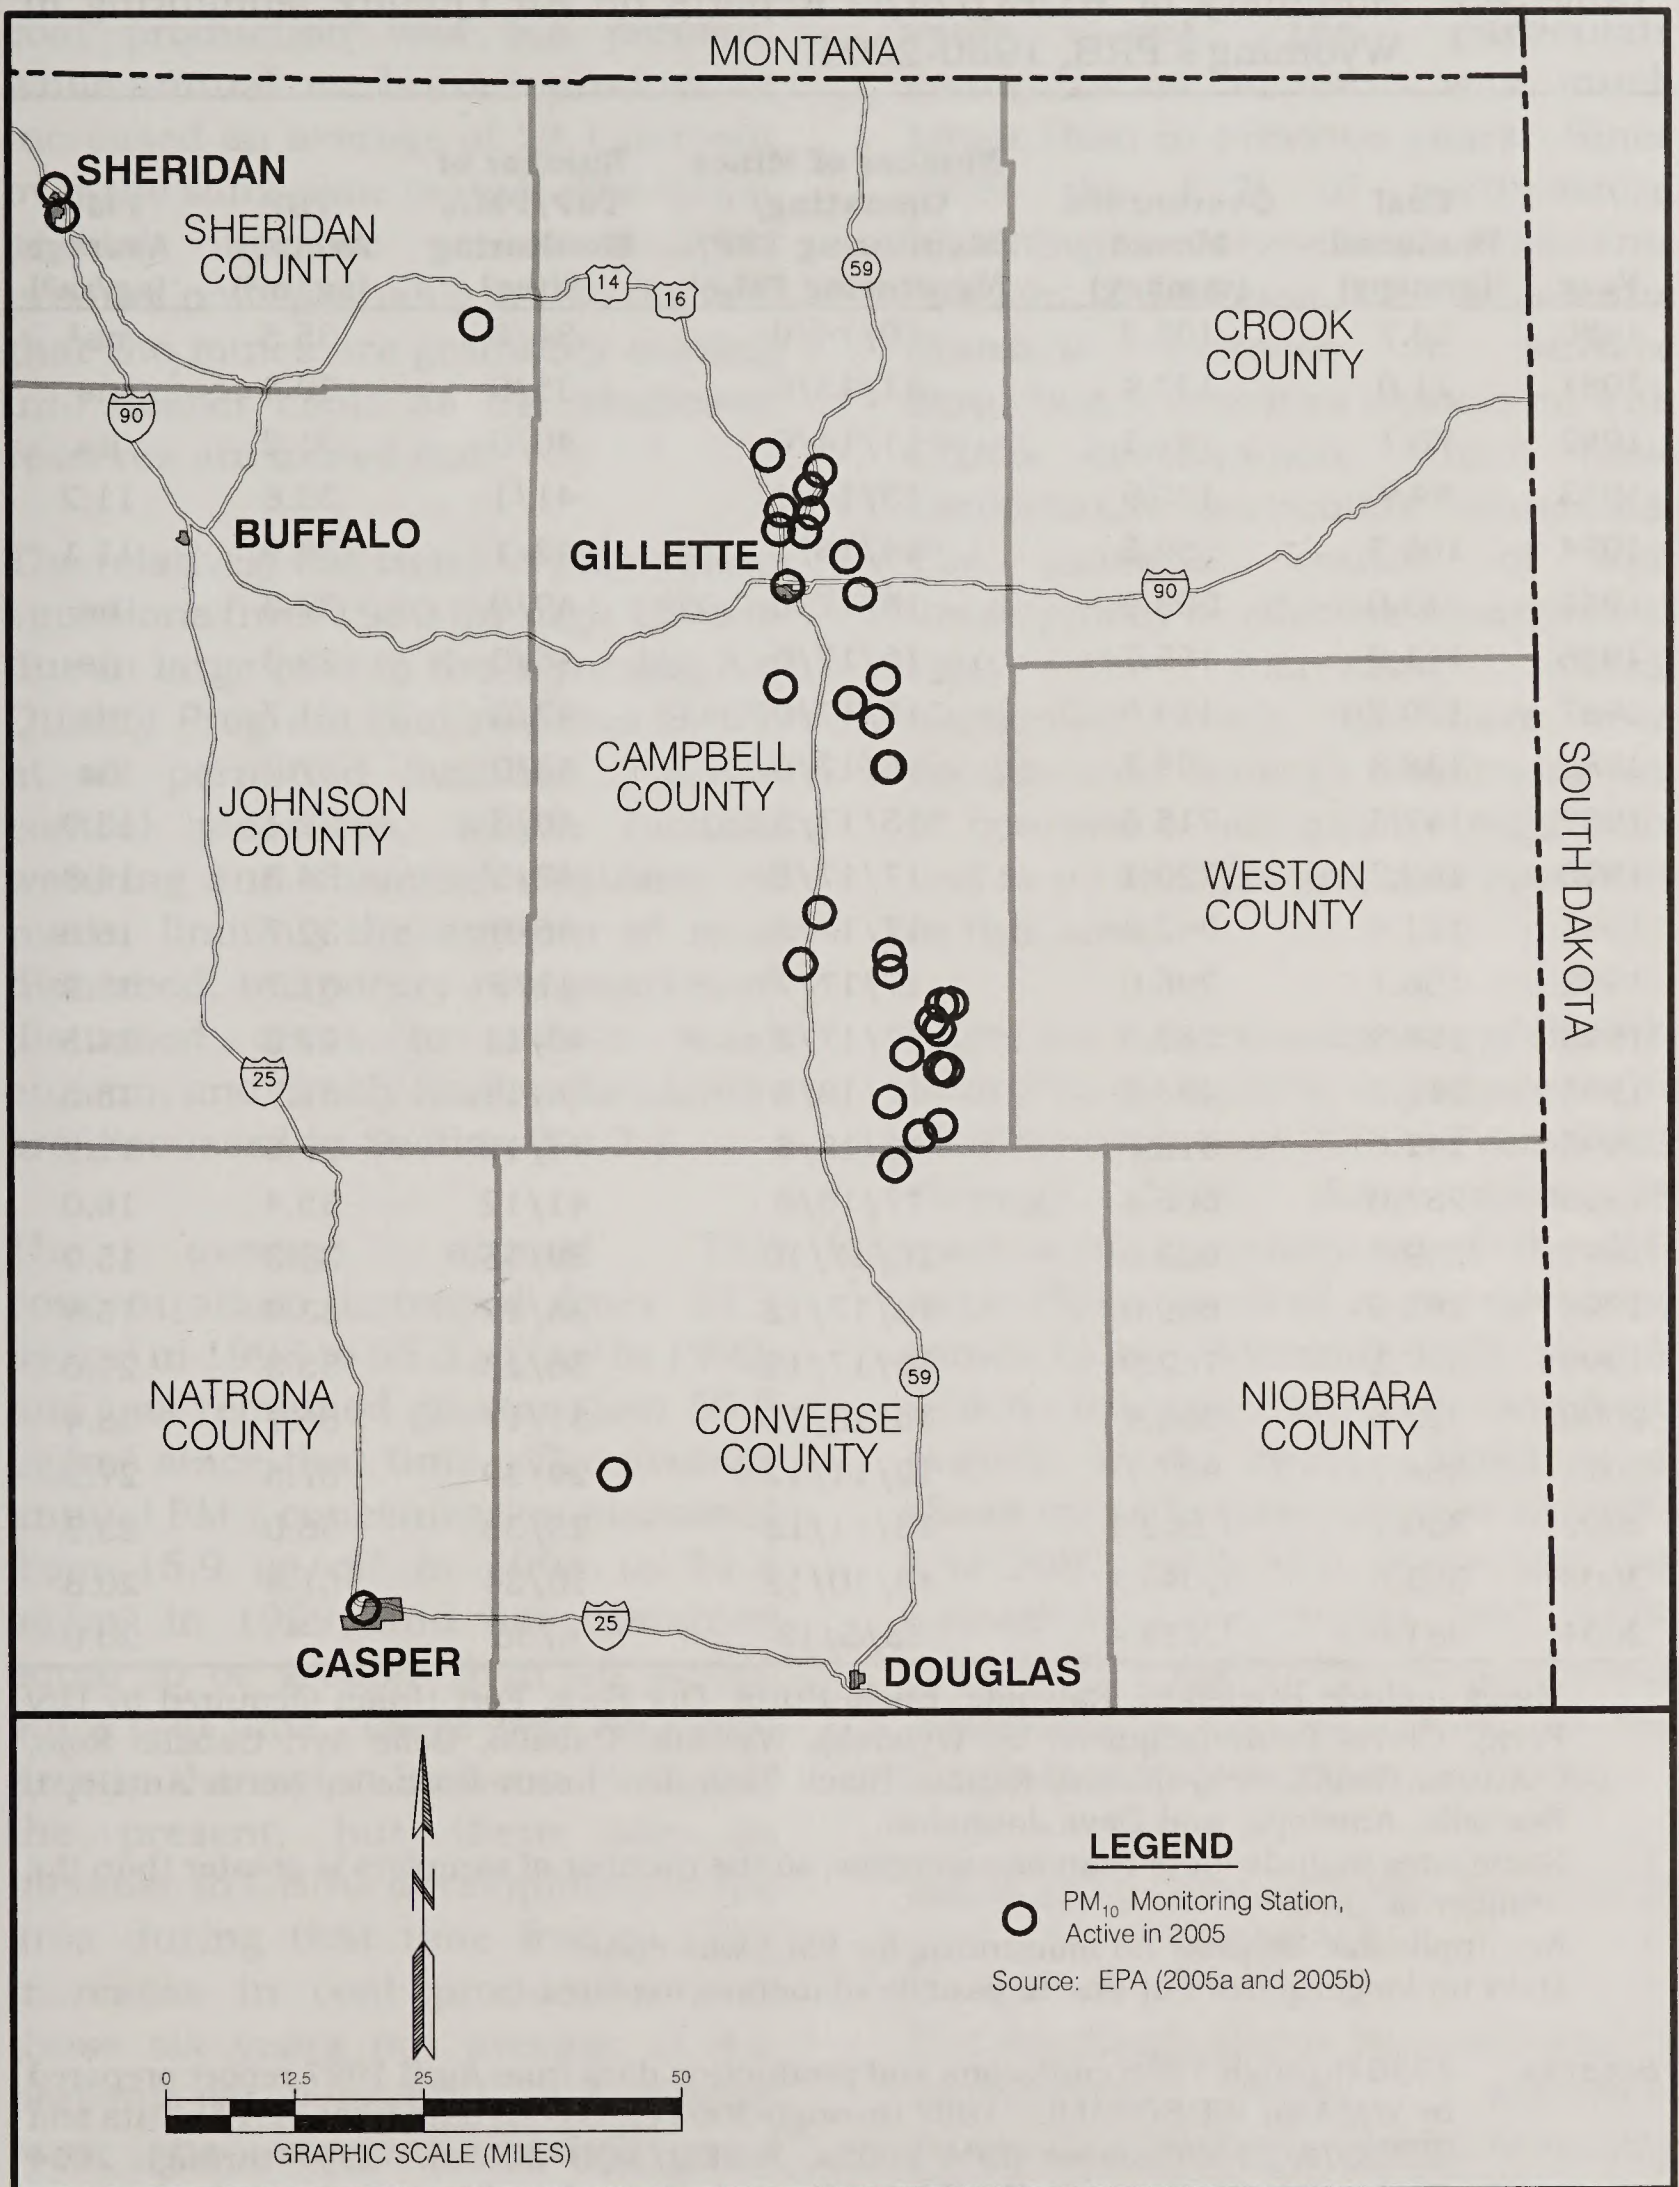 MONTANA
SHERIDAN
SHERIDAN
COUNTY
14
16
59
CROOK
COUNTY
90
BUFFALO
GILLETTE
90
CAMPBELL
COUNTY
JOHNSON
COUNTY
SOUTH DAKOTA
WESTON
COUNTY
25
59
NATRONA
COUNTY
CONVERSE
COUNTY
NIOBRARA
COUNTY
25
CASPER
DOUGLAS
N
LEGEND
PM10 Monitoring Station,
Active in 2005
Source: EPA (2005a and 2005b)
0 12.5 25 50
GRAPHIC SCALE (MILES)